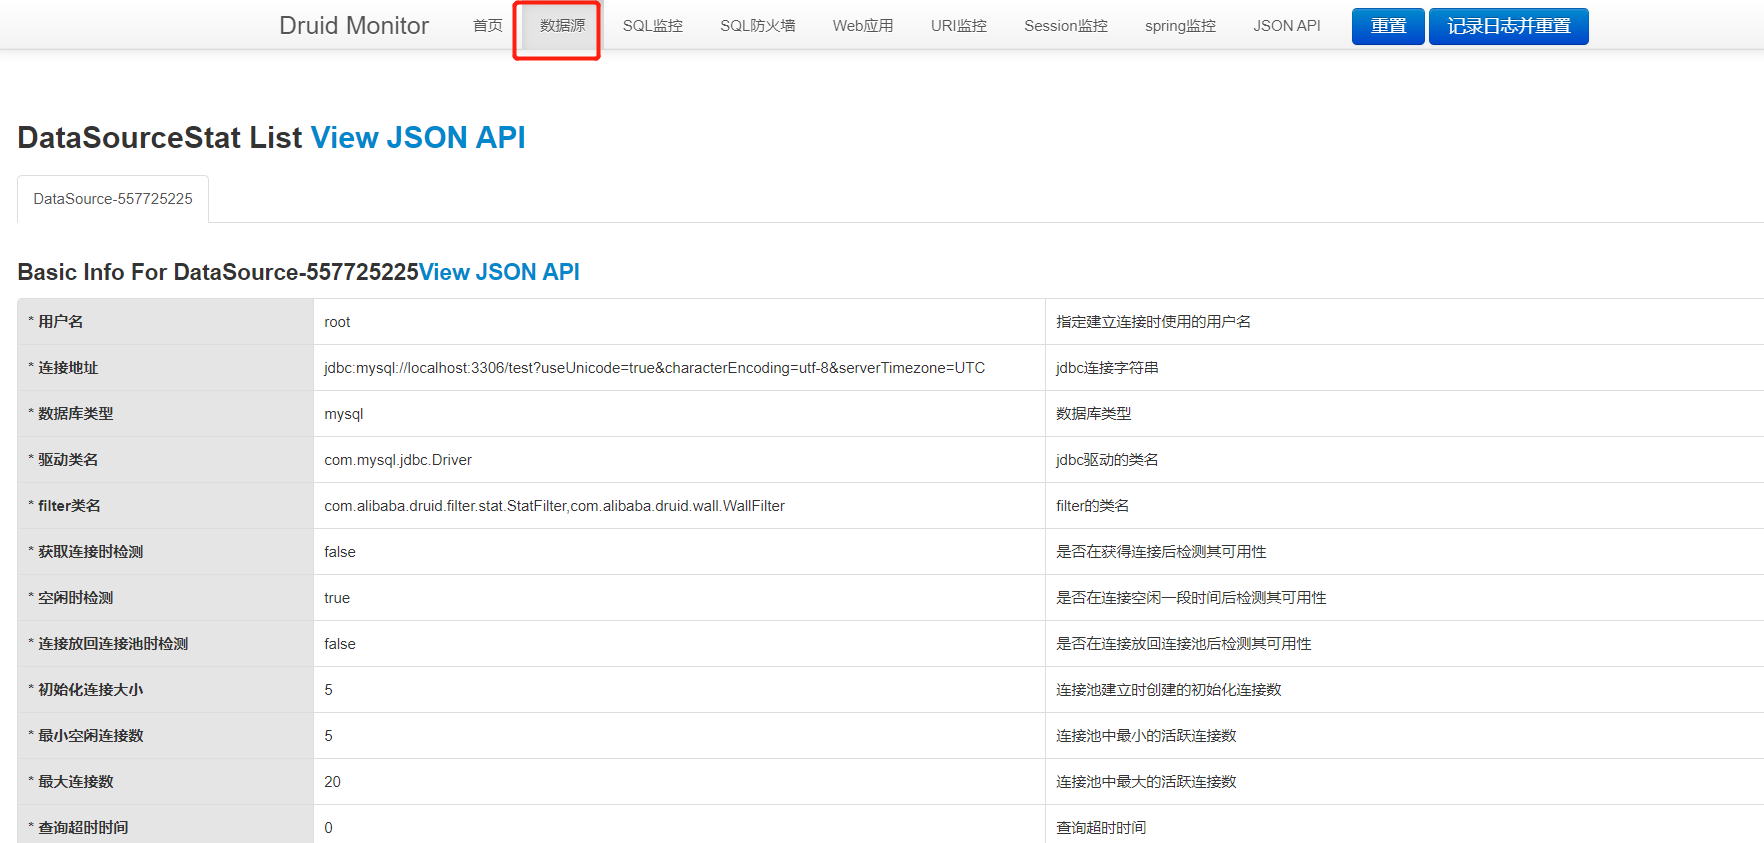 Druid Monitor 首页 数据源 SQL监控 SQL防火墙 Web应用 URI监控 Session监控 spring监控 JSON API 重置 记录日志并重置
DataSourceStat List View JSON API
DataSource-557725225
Basic Info For DataSource-557725225View JSON API
* 用户名 root 指定建立连接时使用的用户名
* 连接地址 jdbc:mysql://localhost:3306/test?useUnicode=true&characterEncoding=utf-8&serverTimezone=UTC jdbc连接字符串
* 数据库类型 mysql 数据库类型
* 驱动类名 com.mysql.jdbc.Driver jdbc驱动的类名
* filter类名 com.alibaba.druid.filter.stat.StatFilter,com.alibaba.druid.wall.WallFilter filter的类名
* 获取连接时检测 false 是否在获得连接后检测其可用性
* 空闲时检测 true 是否在连接空闲一段时间后检测其可用性
* 连接放回连接池时检测 false 是否在连接放回连接池后检测其可用性
* 初始化连接大小 5 连接池建立时创建的初始化连接数
* 最小空闲连接数 5 连接池中最小的活跃连接数
* 最大连接数 20 连接池中最大的活跃连接数
* 查询超时时间 0 查询超时时间